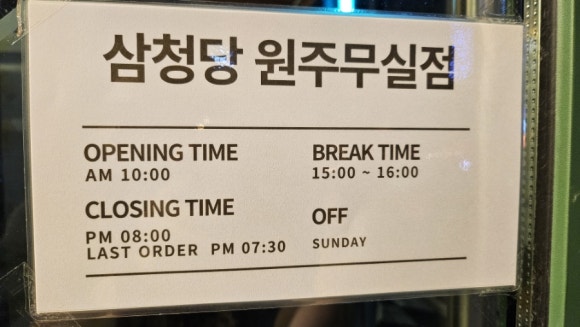 삼청당 원주무실점
OPENING TIME
AM 10:00
BREAK TIME
15:00 ~ 16:00
CLOSING TIME
PM 08:00
LAST ORDER PM 07:30
OFF
SUNDAY